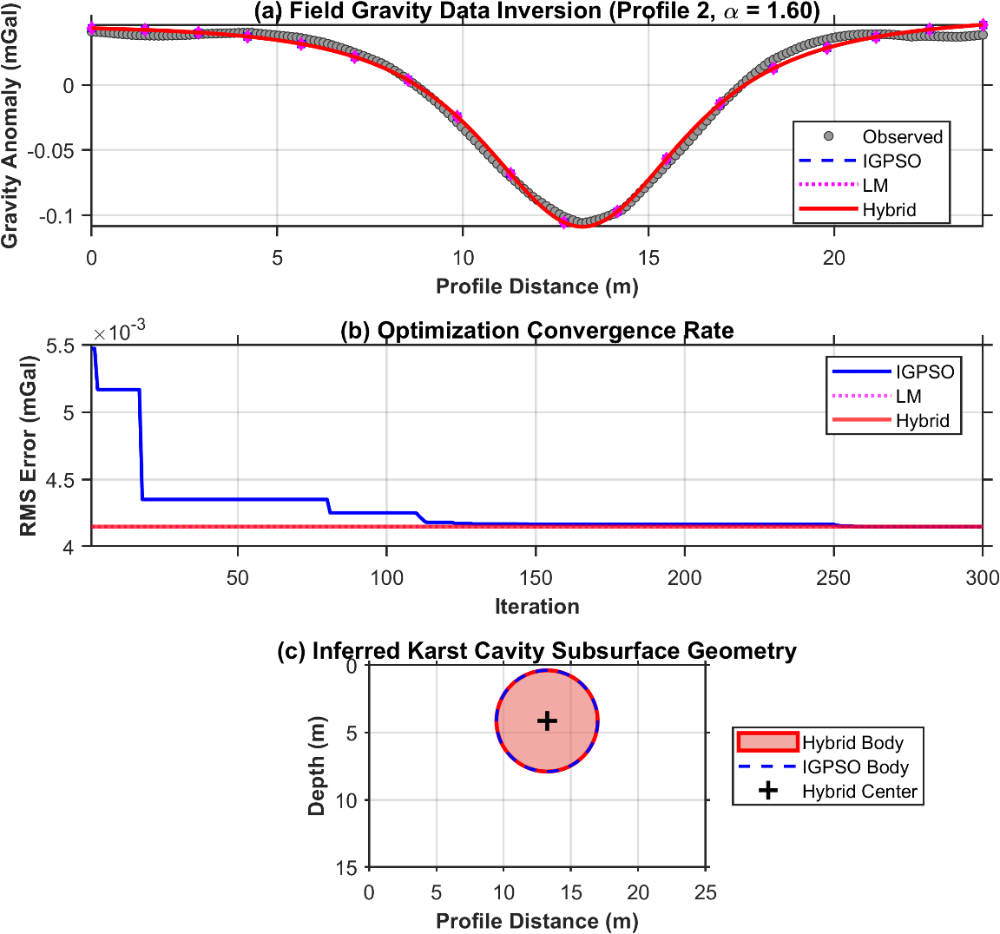 (a) Field Gravity Data Inversion (Profile 2, α = 1.60)
Gravity Anomaly (mGal)
0
-0.05
-0.1
Observed
IGPSO
LM
Hybrid
0 5 10 15 20
Profile Distance (m)
(b) Optimization Convergence Rate
×10⁻³
RMS Error (mGal)
5.5
5
4.5
4
IGPSO
LM
Hybrid
50 100 150 200 250 300
Iteration
(c) Inferred Karst Cavity Subsurface Geometry
Depth (m)
0
5
10
15
Hybrid Body
IGPSO Body
Hybrid Center
0 5 10 15 20 25
Profile Distance (m)